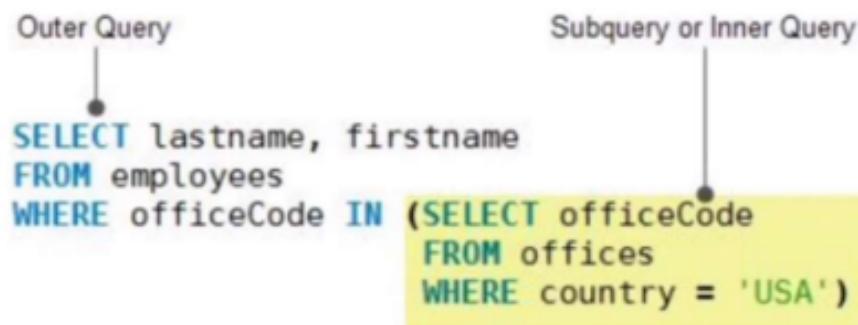 Outer Query
Subquery or Inner Query
SELECT lastname, firstname
FROM employees
WHERE officeCode IN (SELECT officeCode
FROM offices
WHERE country = 'USA')